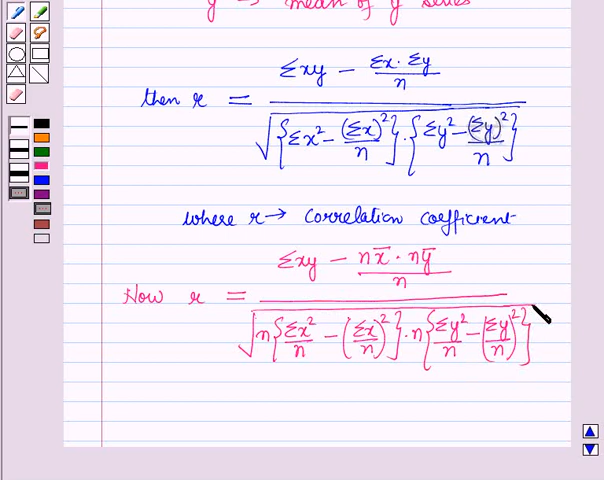 ȳ → mean of y series
then r = (Σxy − (Σx · Σy)/n) / √({Σx² − (Σx)²/n} · {Σy² − (Σy)²/n})
where r → correlation coefficient
Now r = (Σxy − (nx̄ · nȳ)/n) / √(n{Σx²/n − (Σx/n)²} · n{Σy²/n − (Σy/n)²})